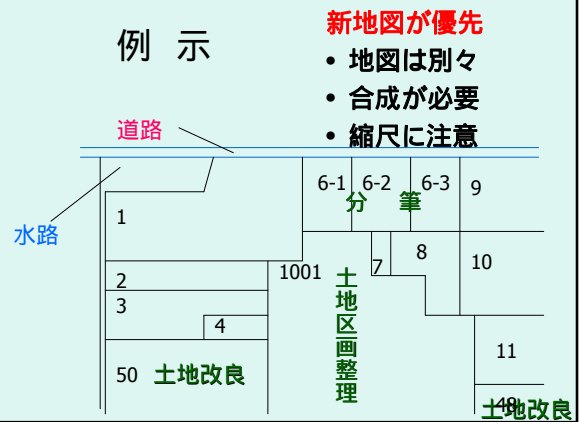 例 示
新地図が優先
• 地図は別々
• 合成が必要
• 縮尺に注意
道路
水路
1
2
3
4
50
土地改良
1001
6-1
6-2
6-3
分 筆
7
8
9
10
11
土地区画整理
48
土地改良